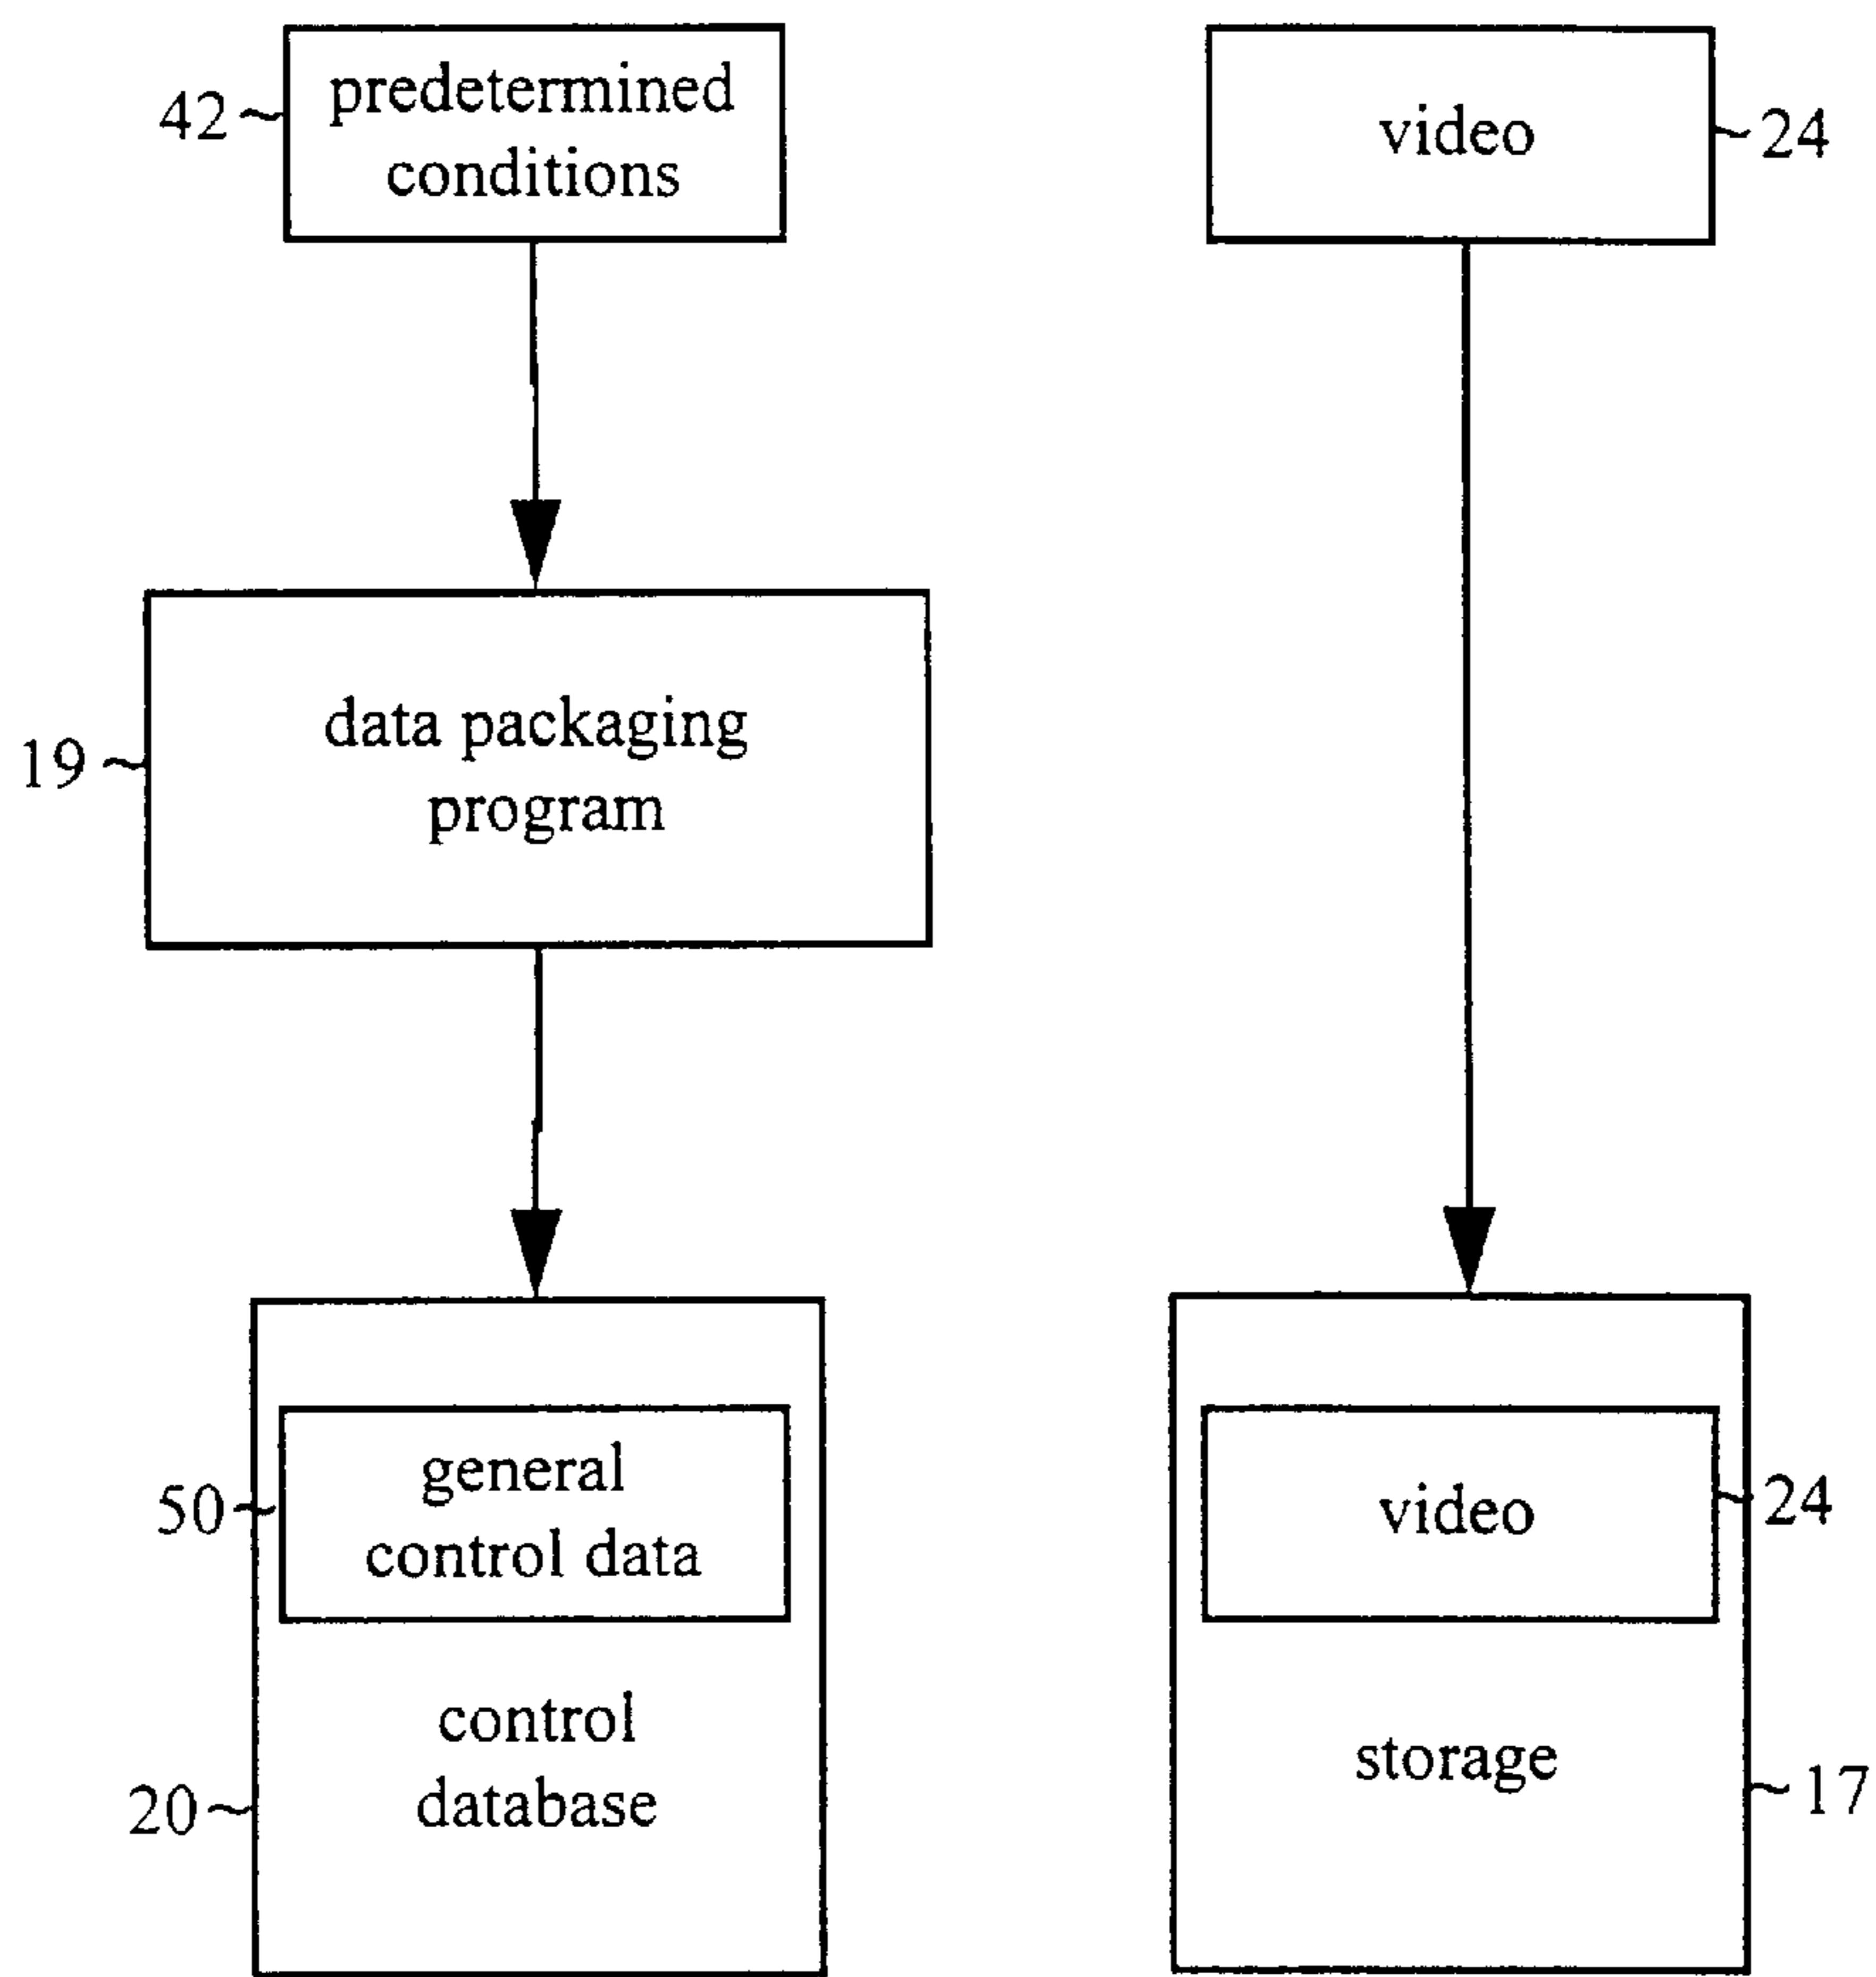 42
predetermined
conditions
video
24
19
data packaging
program
50
general
control data
control
20
database
video
24
storage
17